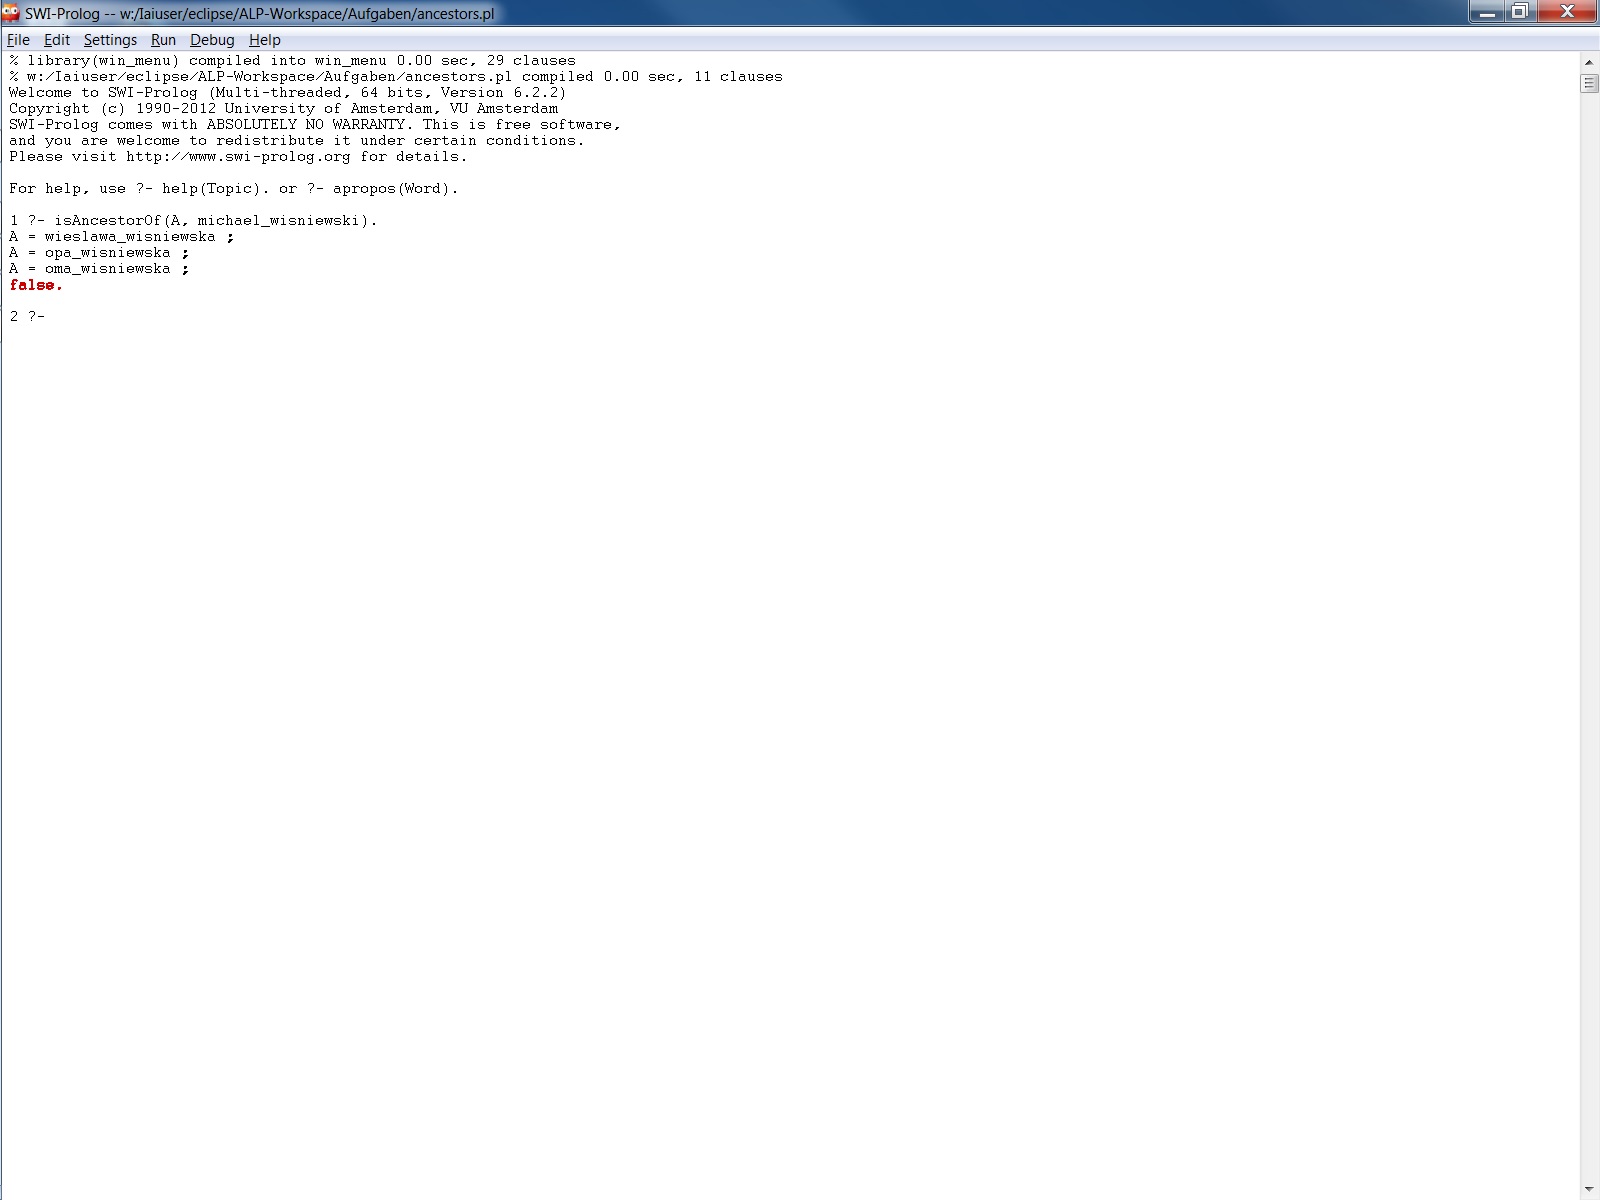 SWI-Prolog -- w:/Iaiuser/eclipse/ALP-Workspace/Aufgaben/ancestors.pl
File Edit Settings Run Debug Help
% library(win_menu) compiled into win_menu 0.00 sec, 29 clauses
% w:/Iaiuser/eclipse/ALP-Workspace/Aufgaben/ancestors.pl compiled 0.00 sec, 11 clauses
Welcome to SWI-Prolog (Multi-threaded, 64 bits, Version 6.2.2)
Copyright (c) 1990-2012 University of Amsterdam, VU Amsterdam
SWI-Prolog comes with ABSOLUTELY NO WARRANTY. This is free software,
and you are welcome to redistribute it under certain conditions.
Please visit http://www.swi-prolog.org for details.
For help, use ?- help(Topic). or ?- apropos(Word).
1 ?- isAncestorOf(A, michael_wisniewski).
A = wieslawa_wisniewska ;
A = opa_wisniewska ;
A = oma_wisniewska ;
false.
2 ?-